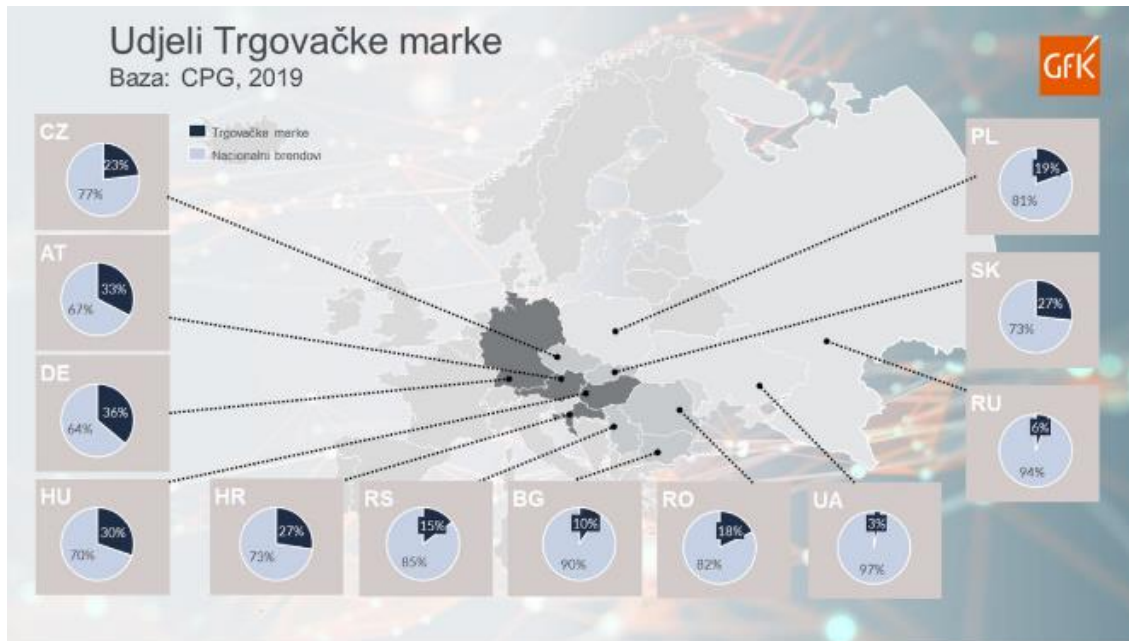 Udjeli Trgovačke marke
Baza: CPG, 2019
GfK
Trgovačke marke
Nacionalni brendovi
CZ
23%
77%
AT
33%
67%
DE
36%
64%
HU
30%
70%
HR
27%
73%
RS
15%
85%
BG
10%
90%
RO
18%
82%
UA
3%
97%
PL
19%
81%
SK
27%
73%
RU
6%
94%